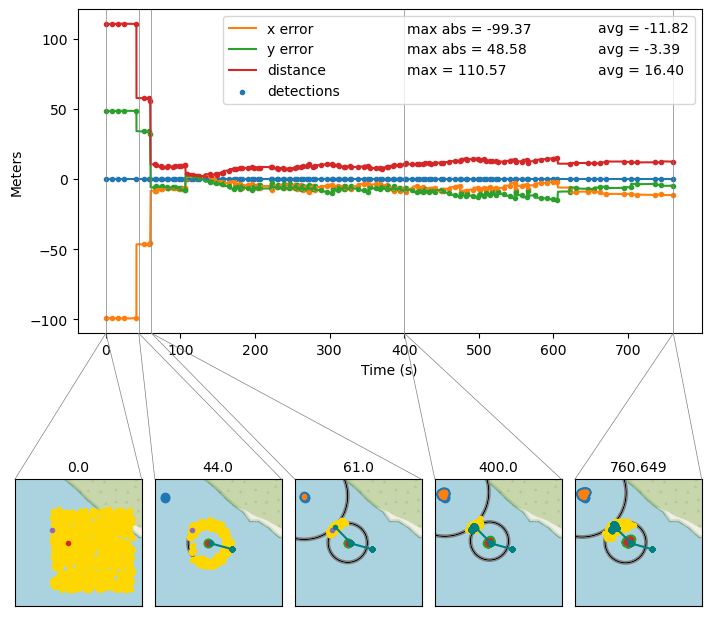 100
50
0
−50
−100
Meters
x error max abs = -99.37 avg = -11.82
y error max abs = 48.58 avg = -3.39
distance max = 110.57 avg = 16.40
detections
0 100 200 300 400 500 600 700
Time (s)
0.0 44.0 61.0 400.0 760.649